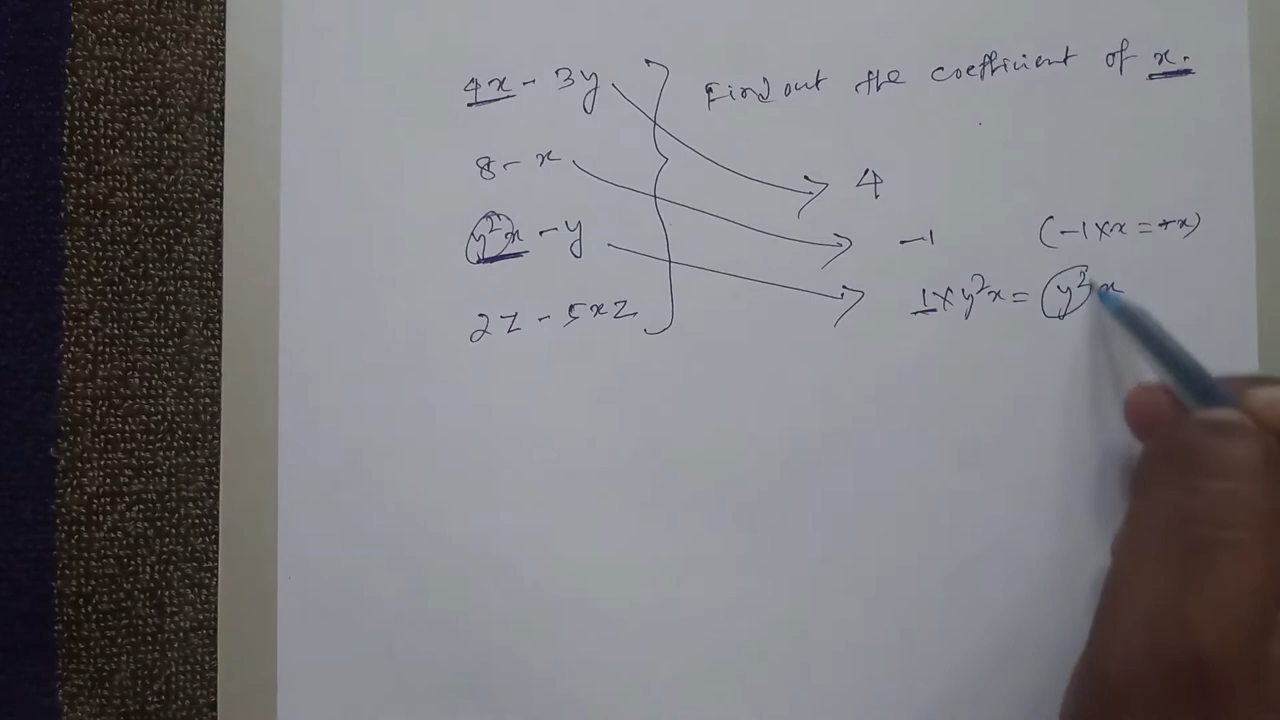 4x - 3y Find out the coefficient of x.
4
8 - x
-1 (-1 × x = -x)
y²x - y
1 × y²x = y²x
2z - 5xz